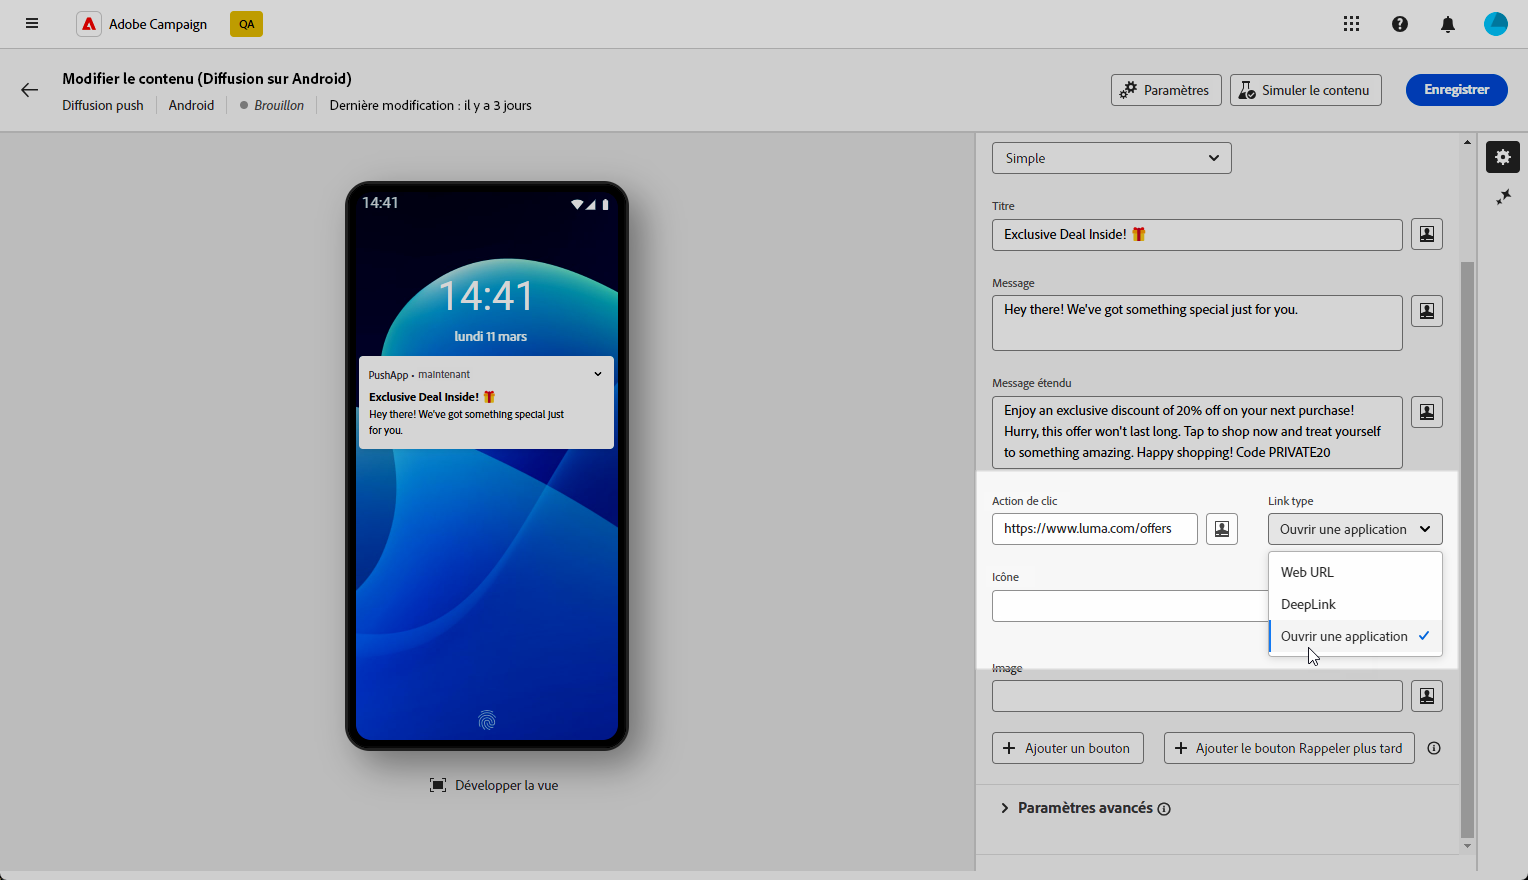 Adobe Campaign
QA
Modifier le contenu (Diffusion sur Android)
Diffusion push
Android
Brouillon
Dernière modification : il y a 3 jours
Paramètres
Simuler le contenu
Enregistrer
14:41
14:41
lundi 11 mars
PushApp • maintenant
Exclusive Deal Inside! 🎁
Hey there! We've got something special just
for you.
Développer la vue
Simple
Titre
Exclusive Deal Inside! 🎁
Message
Hey there! We've got something special just for you.
Message étendu
Enjoy an exclusive discount of 20% off on your next purchase!
Hurry, this offer won't last long. Tap to shop now and treat yourself
to something amazing. Happy shopping! Code PRIVATE20
Action de clic
https://www.luma.com/offers
Link type
Ouvrir une application
Web URL
DeepLink
Ouvrir une application
Icône
Image
Ajouter un bouton
Ajouter le bouton Rappeler plus tard
Paramètres avancés